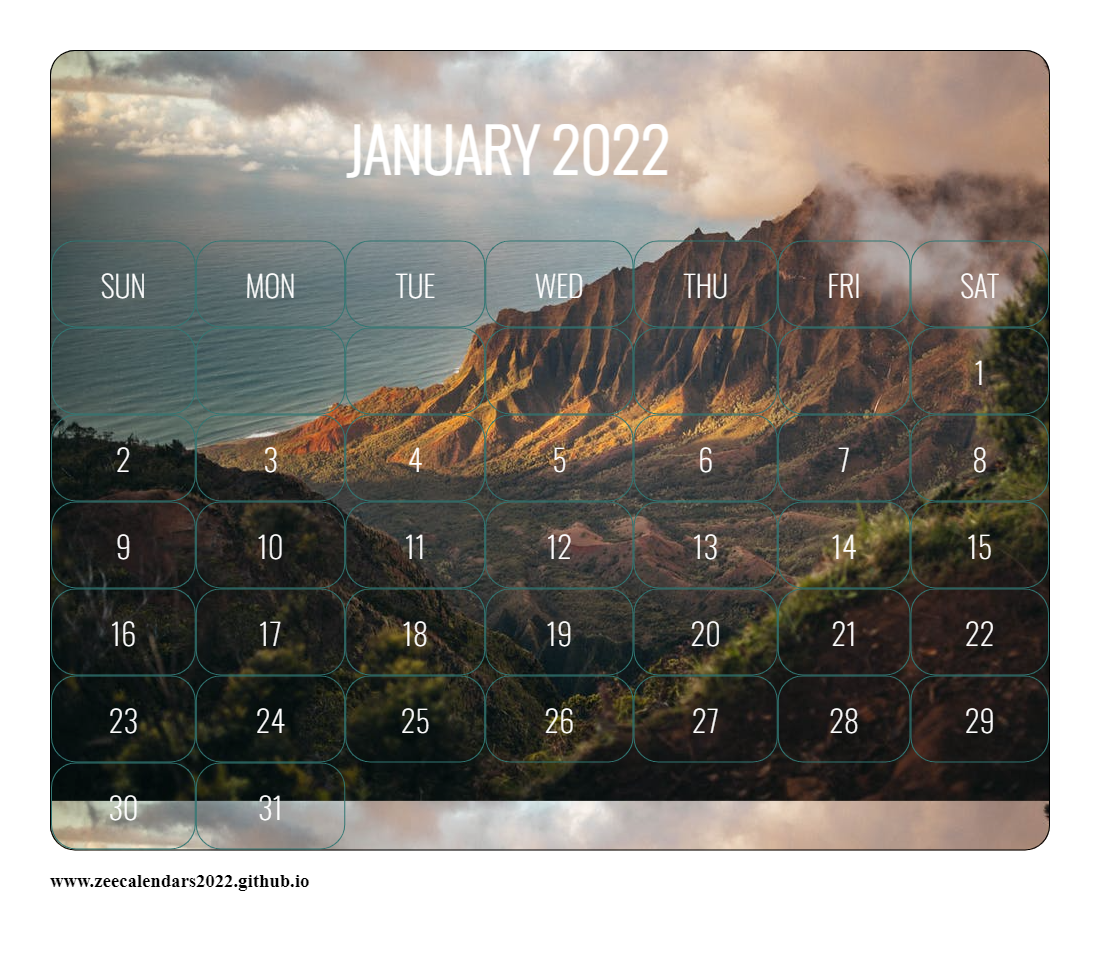 JANUARY 2022
SUN MON TUE WED THU FRI SAT
1
2 3 4 5 6 7 8
9 10 11 12 13 14 15
16 17 18 19 20 21 22
23 24 25 26 27 28 29
30 31
www.zeecalendars2022.github.io